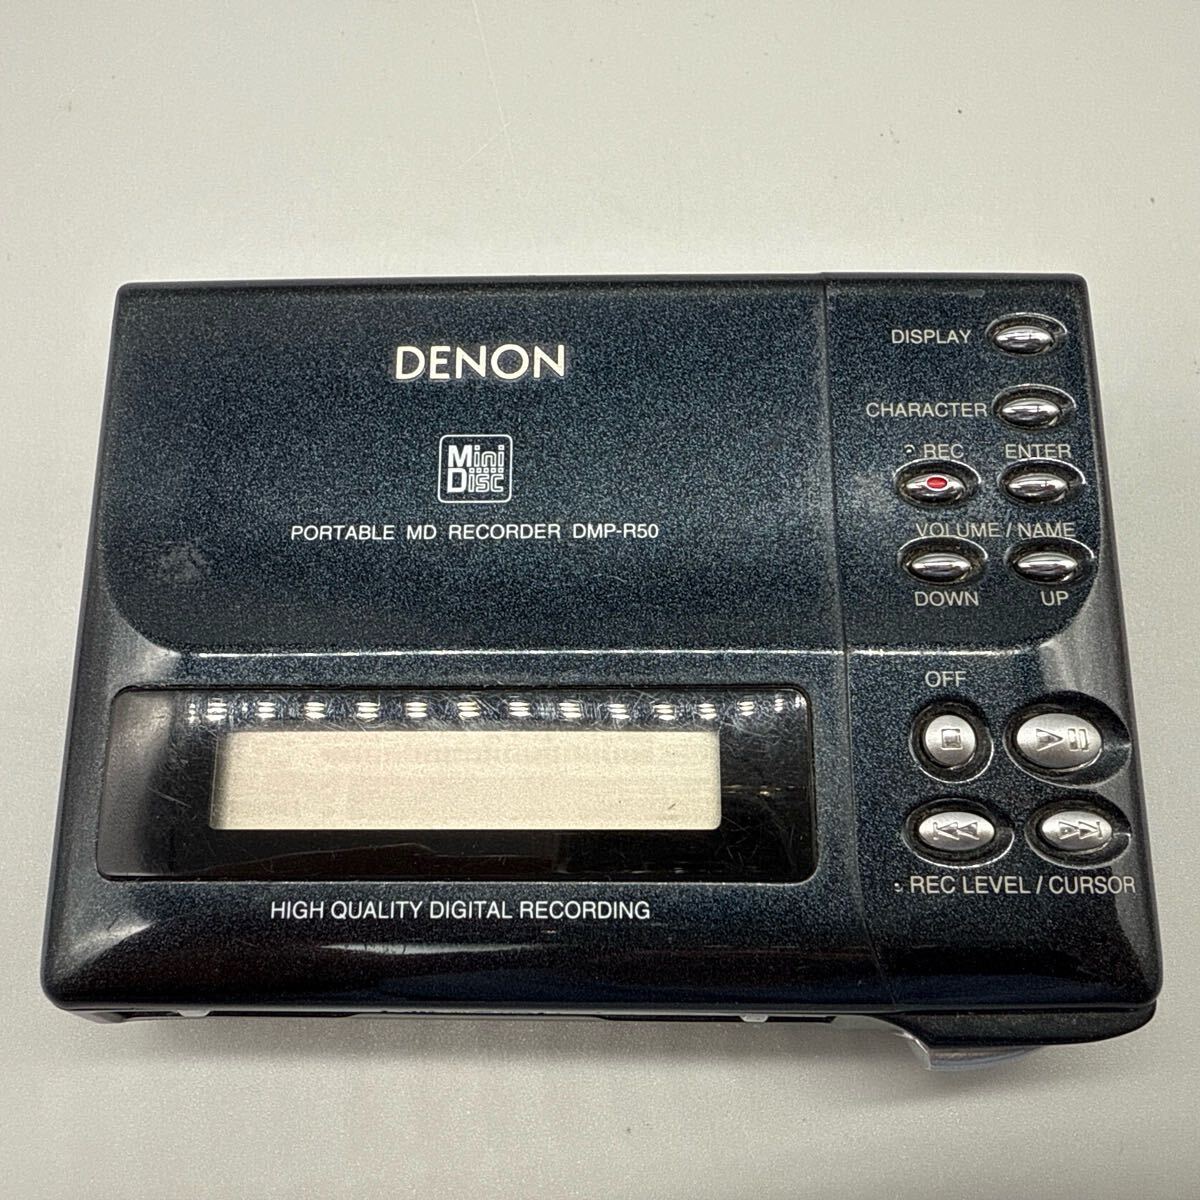 DENON
Mini
Disc
PORTABLE MD RECORDER DMP-R50
HIGH QUALITY DIGITAL RECORDING
DISPLAY
CHARACTER
REC ENTER
VOLUME / NAME
DOWN UP
OFF
REC LEVEL / CURSOR